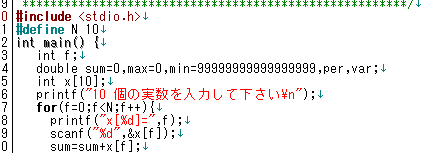 9 ****************************************************/↓
0 #include <stdio.h>↓
1 #define N 10↓
2 int main() {↓
3 int f;↓
4 double sum=0,max=0,min=99999999999999999,per,var;↓
5 int x[10];↓
6 printf("10 個の実数を入力して下さい¥n");↓
7 for(f=0;f<N;f++){↓
8 printf("x[%d]=",f);↓
9 scanf("%d",&x[f]);↓
0 sum=sum+x[f];↓